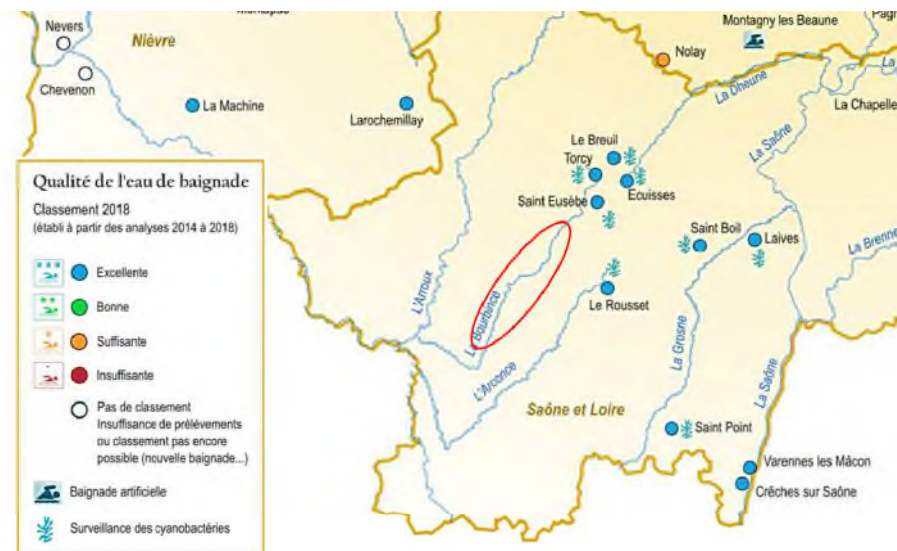 Nevers
Nièvre
Chevenon
La Machine
Larochemillay
Montagny les Beaune
Nolay
La Dheune
La Chapelle
La Saône
Le Breuil
Torcy
Ecuisses
Saint Eusèbe
Saint Boil
Laives
La Brenne
L'Arroux
La Bourbince
Le Rousset
L'Arconce
La Grosne
La Saône
Saône et Loire
Saint Point
Varennes les Mâcon
Crêches sur Saône
Qualité de l'eau de baignade
Classement 2018
(établi à partir des analyses 2014 à 2018)
Excellente
Bonne
Suffisante
Insuffisante
Pas de classement
Insuffisance de prélèvements
ou classement pas encore
possible (nouvelle baignade...)
Baignade artificielle
Surveillance des cyanobactéries